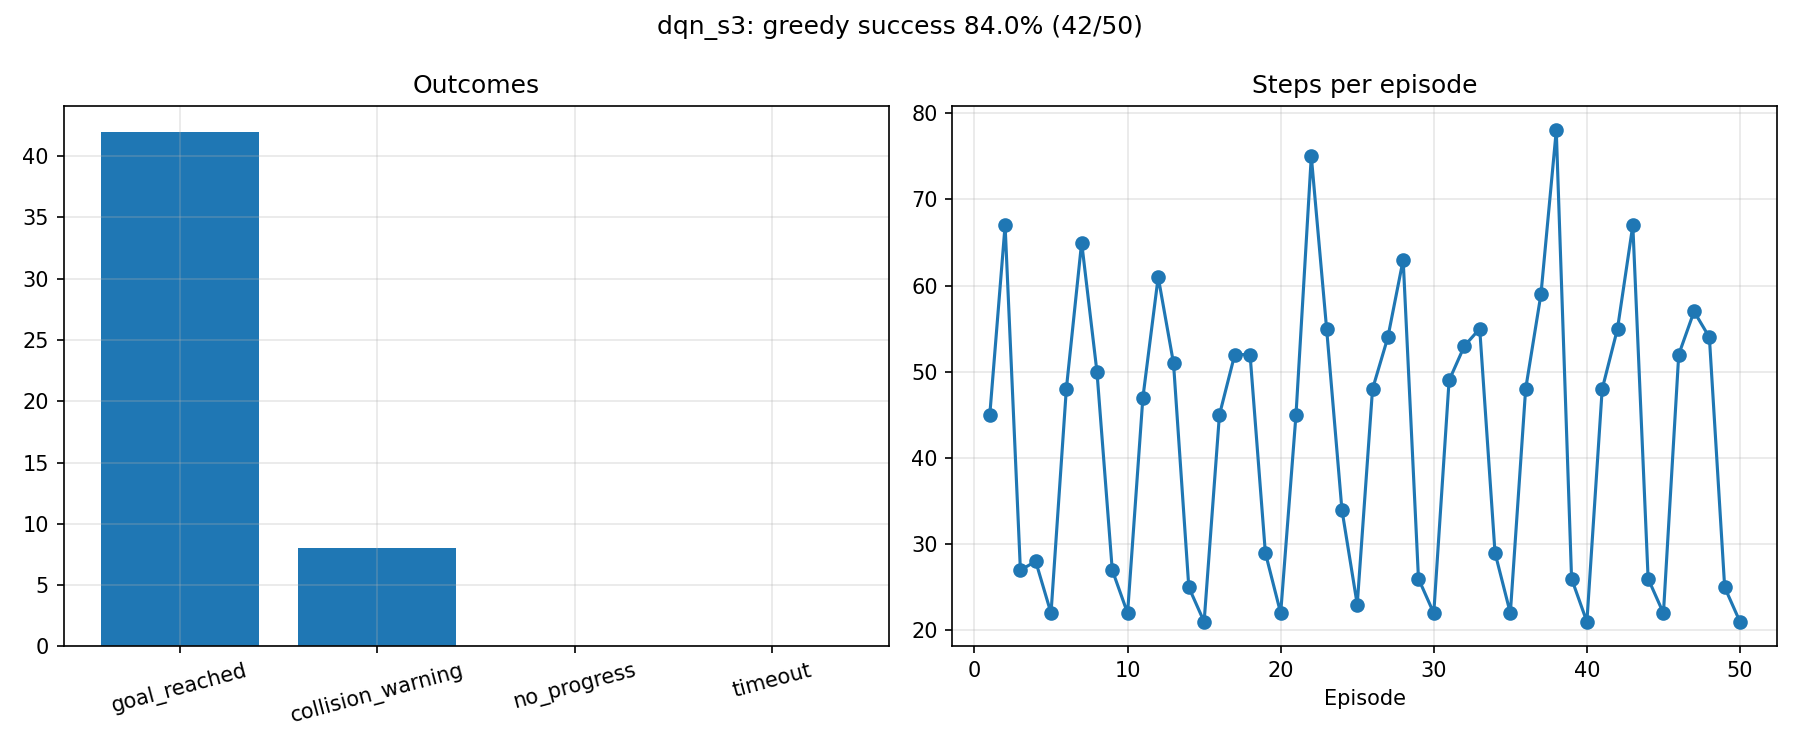 dqn_s3: greedy success 84.0% (42/50)
Outcomes
40
35
30
25
20
15
10
5
0
goal_reached
collision_warning
no_progress
timeout
Steps per episode
80
70
60
50
40
30
20
0
10
20
30
40
50
Episode